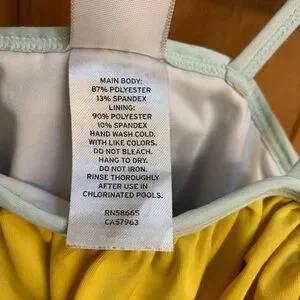 MAIN BODY:
87% POLYESTER
13% SPANDEX
LINING:
90% POLYESTER
10% SPANDEX
HAND WASH COLD.
WITH LIKE COLORS.
DO NOT BLEACH.
HANG TO DRY.
DO NOT IRON.
RINSE THOROUGHLY
AFTER USE IN
CHLORINATED POOLS.
RN58665
CA57963